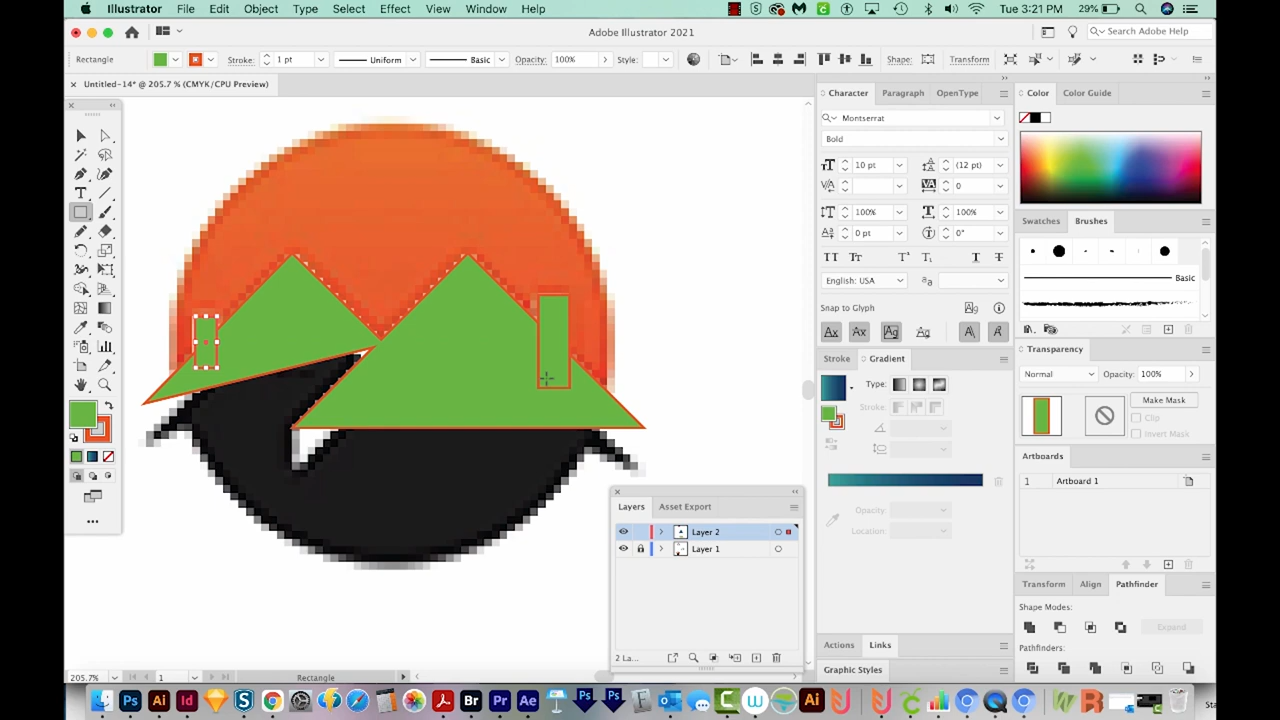 Illustrator File Edit Object Type Select Effect View Window Help 29% Tue 3:21 PM
Adobe Illustrator 2021
Search Adobe Help
Rectangle Stroke: 1 pt Uniform Basic Opacity: 100% Style: Shape: Transform
Untitled-14* @ 205.7 % (CMYK/CPU Preview)
Character Paragraph OpenType
Montserrat
Bold
10 pt (12 pt)
0
100% 100%
0 pt 0°
English: USA
Snap to Glyph
Stroke Gradient
Type:
Stroke:
Opacity:
Location:
Actions Links
Graphic Styles
Color Color Guide
Swatches Brushes
Basic
Transparency
Normal Opacity: 100%
Make Mask
Clip
Invert Mask
Artboards
1 Artboard 1
Transform Align Pathfinder
Shape Modes:
Expand
Pathfinders:
Layers Asset Export
Layer 2
Layer 1
2 La...
205.7% 1 Rectangle